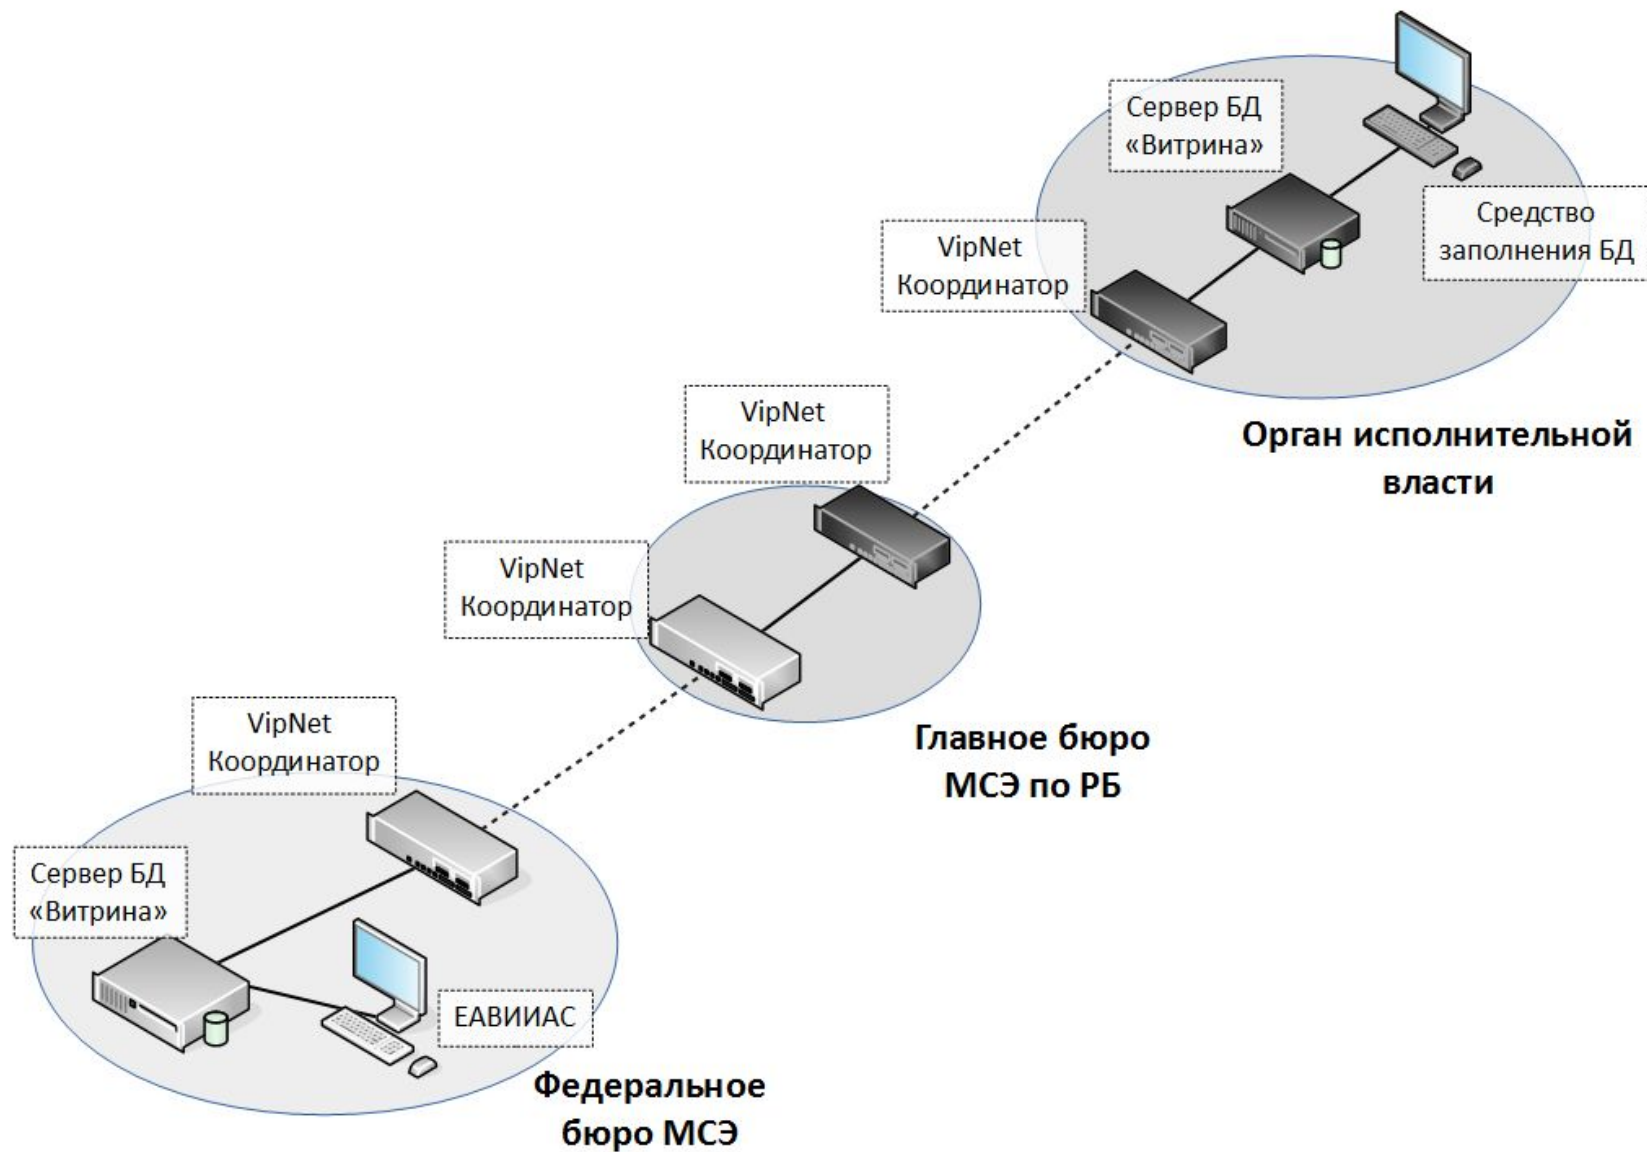 Сервер БД
«Витрина»
Средство
заполнения БД
VipNet
Координатор
Орган исполнительной
власти
VipNet
Координатор
VipNet
Координатор
Главное бюро
МСЭ по РБ
VipNet
Координатор
Сервер БД
«Витрина»
ЕАВИИАС
Федеральное
бюро МСЭ